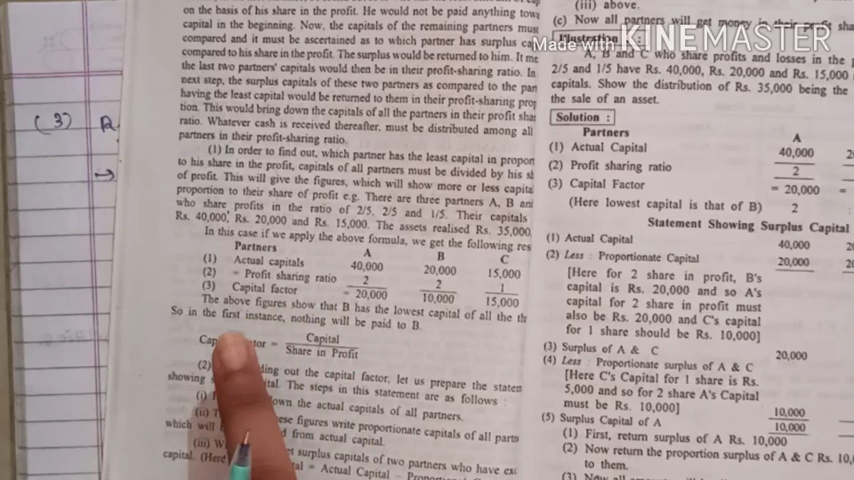 on the basis of his share in the profit. He would not be paid anything
capital in the beginning. Now, the capitals of the remaining partners
compared and it must be ascertained as to which partner has surplus
compared to his share in the profit. The surplus would be returned to him. It
the last two partners' capitals would then be in their profit-sharing ratio. In
next step, the surplus capitals of these two partners as compared to the
having the least capital would be returned to them in their profit-sharing
tion. This would bring down the capitals of all the partners in their profit
ratio. Whatever cash is received thereafter, must be distributed among all
partners in their profit-sharing ratio.
(1) In order to find out, which partner has the least capital in
to his share in the profit, capitals of all partners must be divided by his
of profit. This will give the figures, which will show more or less
proportion to their share of profit e.g. There are three partners A, B
who share profits in the ratio of 2/5, 2/5 and 1/5. Their capitals
Rs. 40,000, Rs. 20,000 and Rs. 15,000. The assets realised Rs. 35,000.
In this case if we apply the above formula, we get the following
Partners A B C
(1) Actual capitals 40,000 20,000 15,000
(2) ÷ Profit sharing ratio 2 2 1
(3) Capital factor = 20,000 10,000 15,000
The above figures show that B has the lowest capital of all the
So in the first instance, nothing will be paid to B.
= Capital
Share in Profit
(2) out the capital factor, let us prepare the
showing The steps in this statement are as follows :
(i) down the actual capitals of all partners.
(ii) figures write proportionate capitals of all
which will from actual capital.
(iii) surplus capitals of two partners who have
capital. (Here = Actual Capital –
(3)
(iii) above.
(c) Now all partners will get money in their profit
Illustration
Made with KINEMASTER
A, B and C who share profits and losses in the
2/5 and 1/5 have Rs. 40,000, Rs. 20,000 and Rs. 15,000
capitals. Show the distribution of Rs. 35,000 being the
the sale of an asset.
Solution :
Partners A
(1) Actual Capital 40,000
(2) Profit sharing ratio 2
(3) Capital Factor = 20,000 =
(Here lowest capital is that of B) 2
Statement Showing Surplus Capital
(1) Actual Capital 40,000
(2) Less : Proportionate Capital 20,000
[Here for 2 share in profit, B's
capital is Rs. 20,000 and so A's
capital for 2 share in profit must
also be Rs. 20,000 and C's capital
for 1 share should be Rs. 10,000]
(3) Surplus of A & C 20,000
(4) Less : Proportionate surplus of A & C
[Here C's Capital for 1 share is Rs.
5,000 and so for 2 share A's Capital
must be Rs. 10,000] 10,000
(5) Surplus Capital of A 10,000
(1) First, return surplus of A Rs. 10,000
(2) Now return the proportion surplus of A & C Rs.
to them.